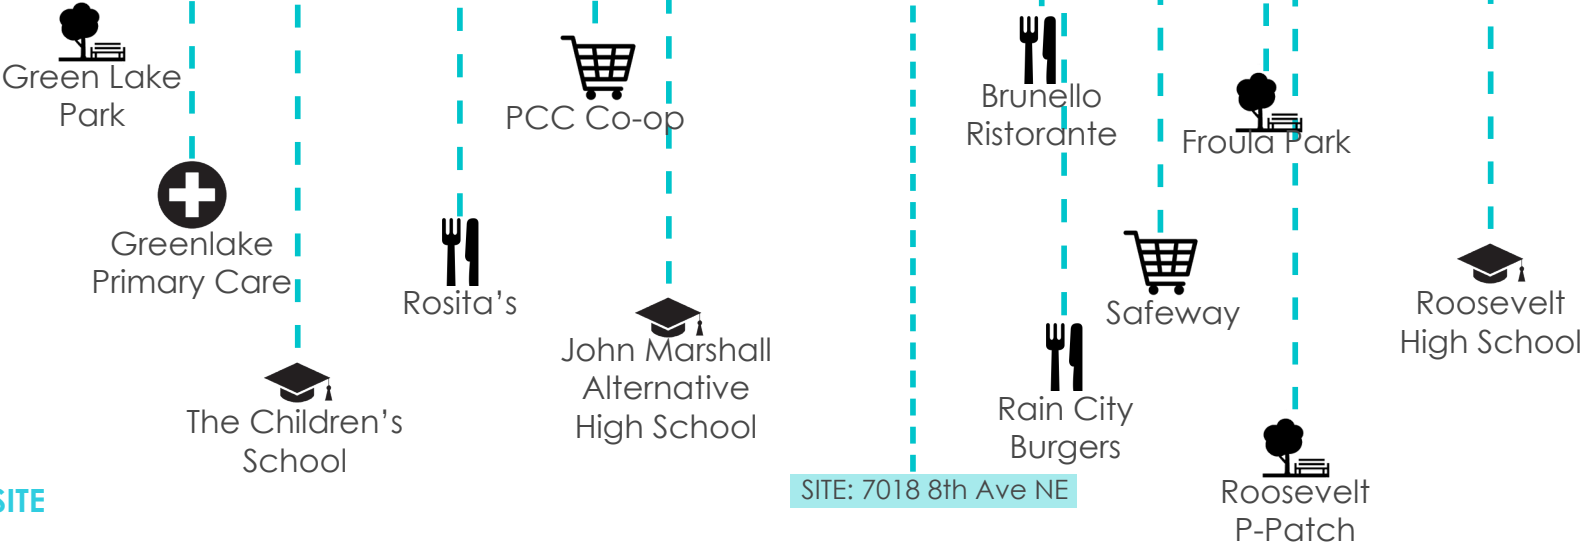 Green Lake
Park
Greenlake
Primary Care
The Children’s
School
Rosita’s
PCC Co-op
John Marshall
Alternative
High School
SITE: 7018 8th Ave NE
Brunello
Ristorante
Rain City
Burgers
Safeway
Froula Park
Roosevelt
P-Patch
Roosevelt
High School
SITE